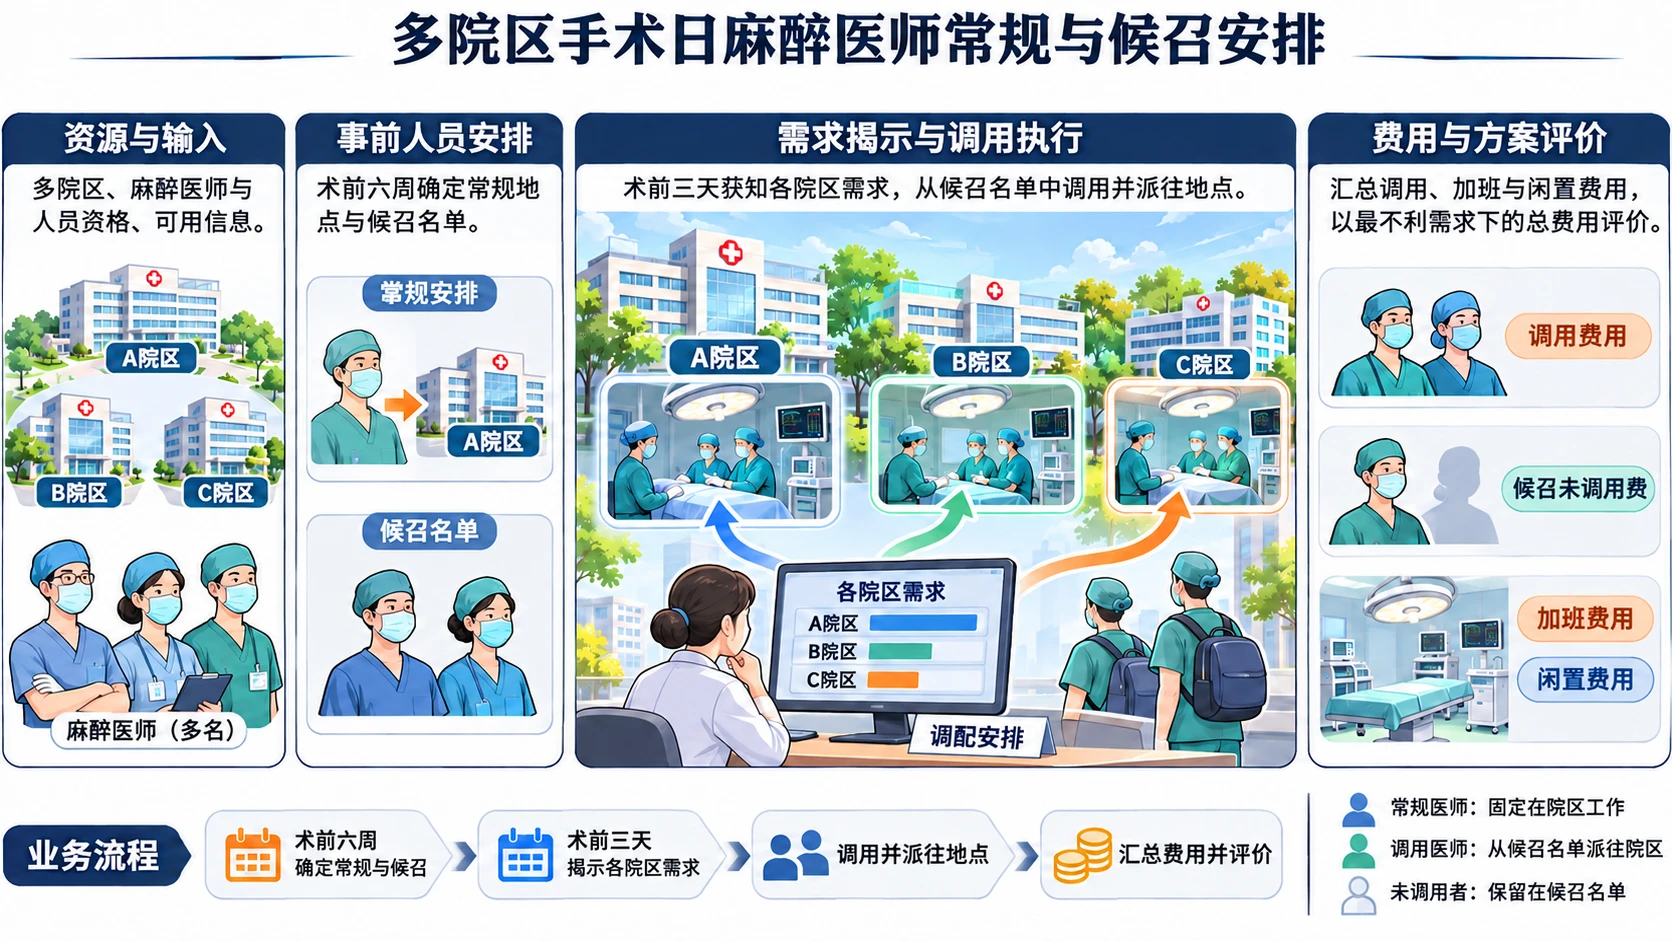 多院区手术日麻醉医师常规与候召安排
资源与输入
多院区、麻醉医师与
人员资格、可用信息。
A院区
B院区
C院区
麻醉医师（多名）
事前人员安排
术前六周确定常规地
点与候召名单。
常规安排
A院区
候召名单
需求揭示与调用执行
术前三天获知各院区需求，从候召名单中调用并派往地点。
A院区
B院区
C院区
各院区需求
A院区
B院区
C院区
调配安排
费用与方案评价
汇总调用、加班与闲置费用，
以最不利需求下的总费用评价。
调用费用
候召未调用费
加班费用
闲置费用
业务流程
术前六周
确定常规与候召
术前三天
揭示各院区需求
调用并派往地点
汇总费用并评价
常规医师：固定在院区工作
调用医师：从候召名单派往院区
未调用者：保留在候召名单